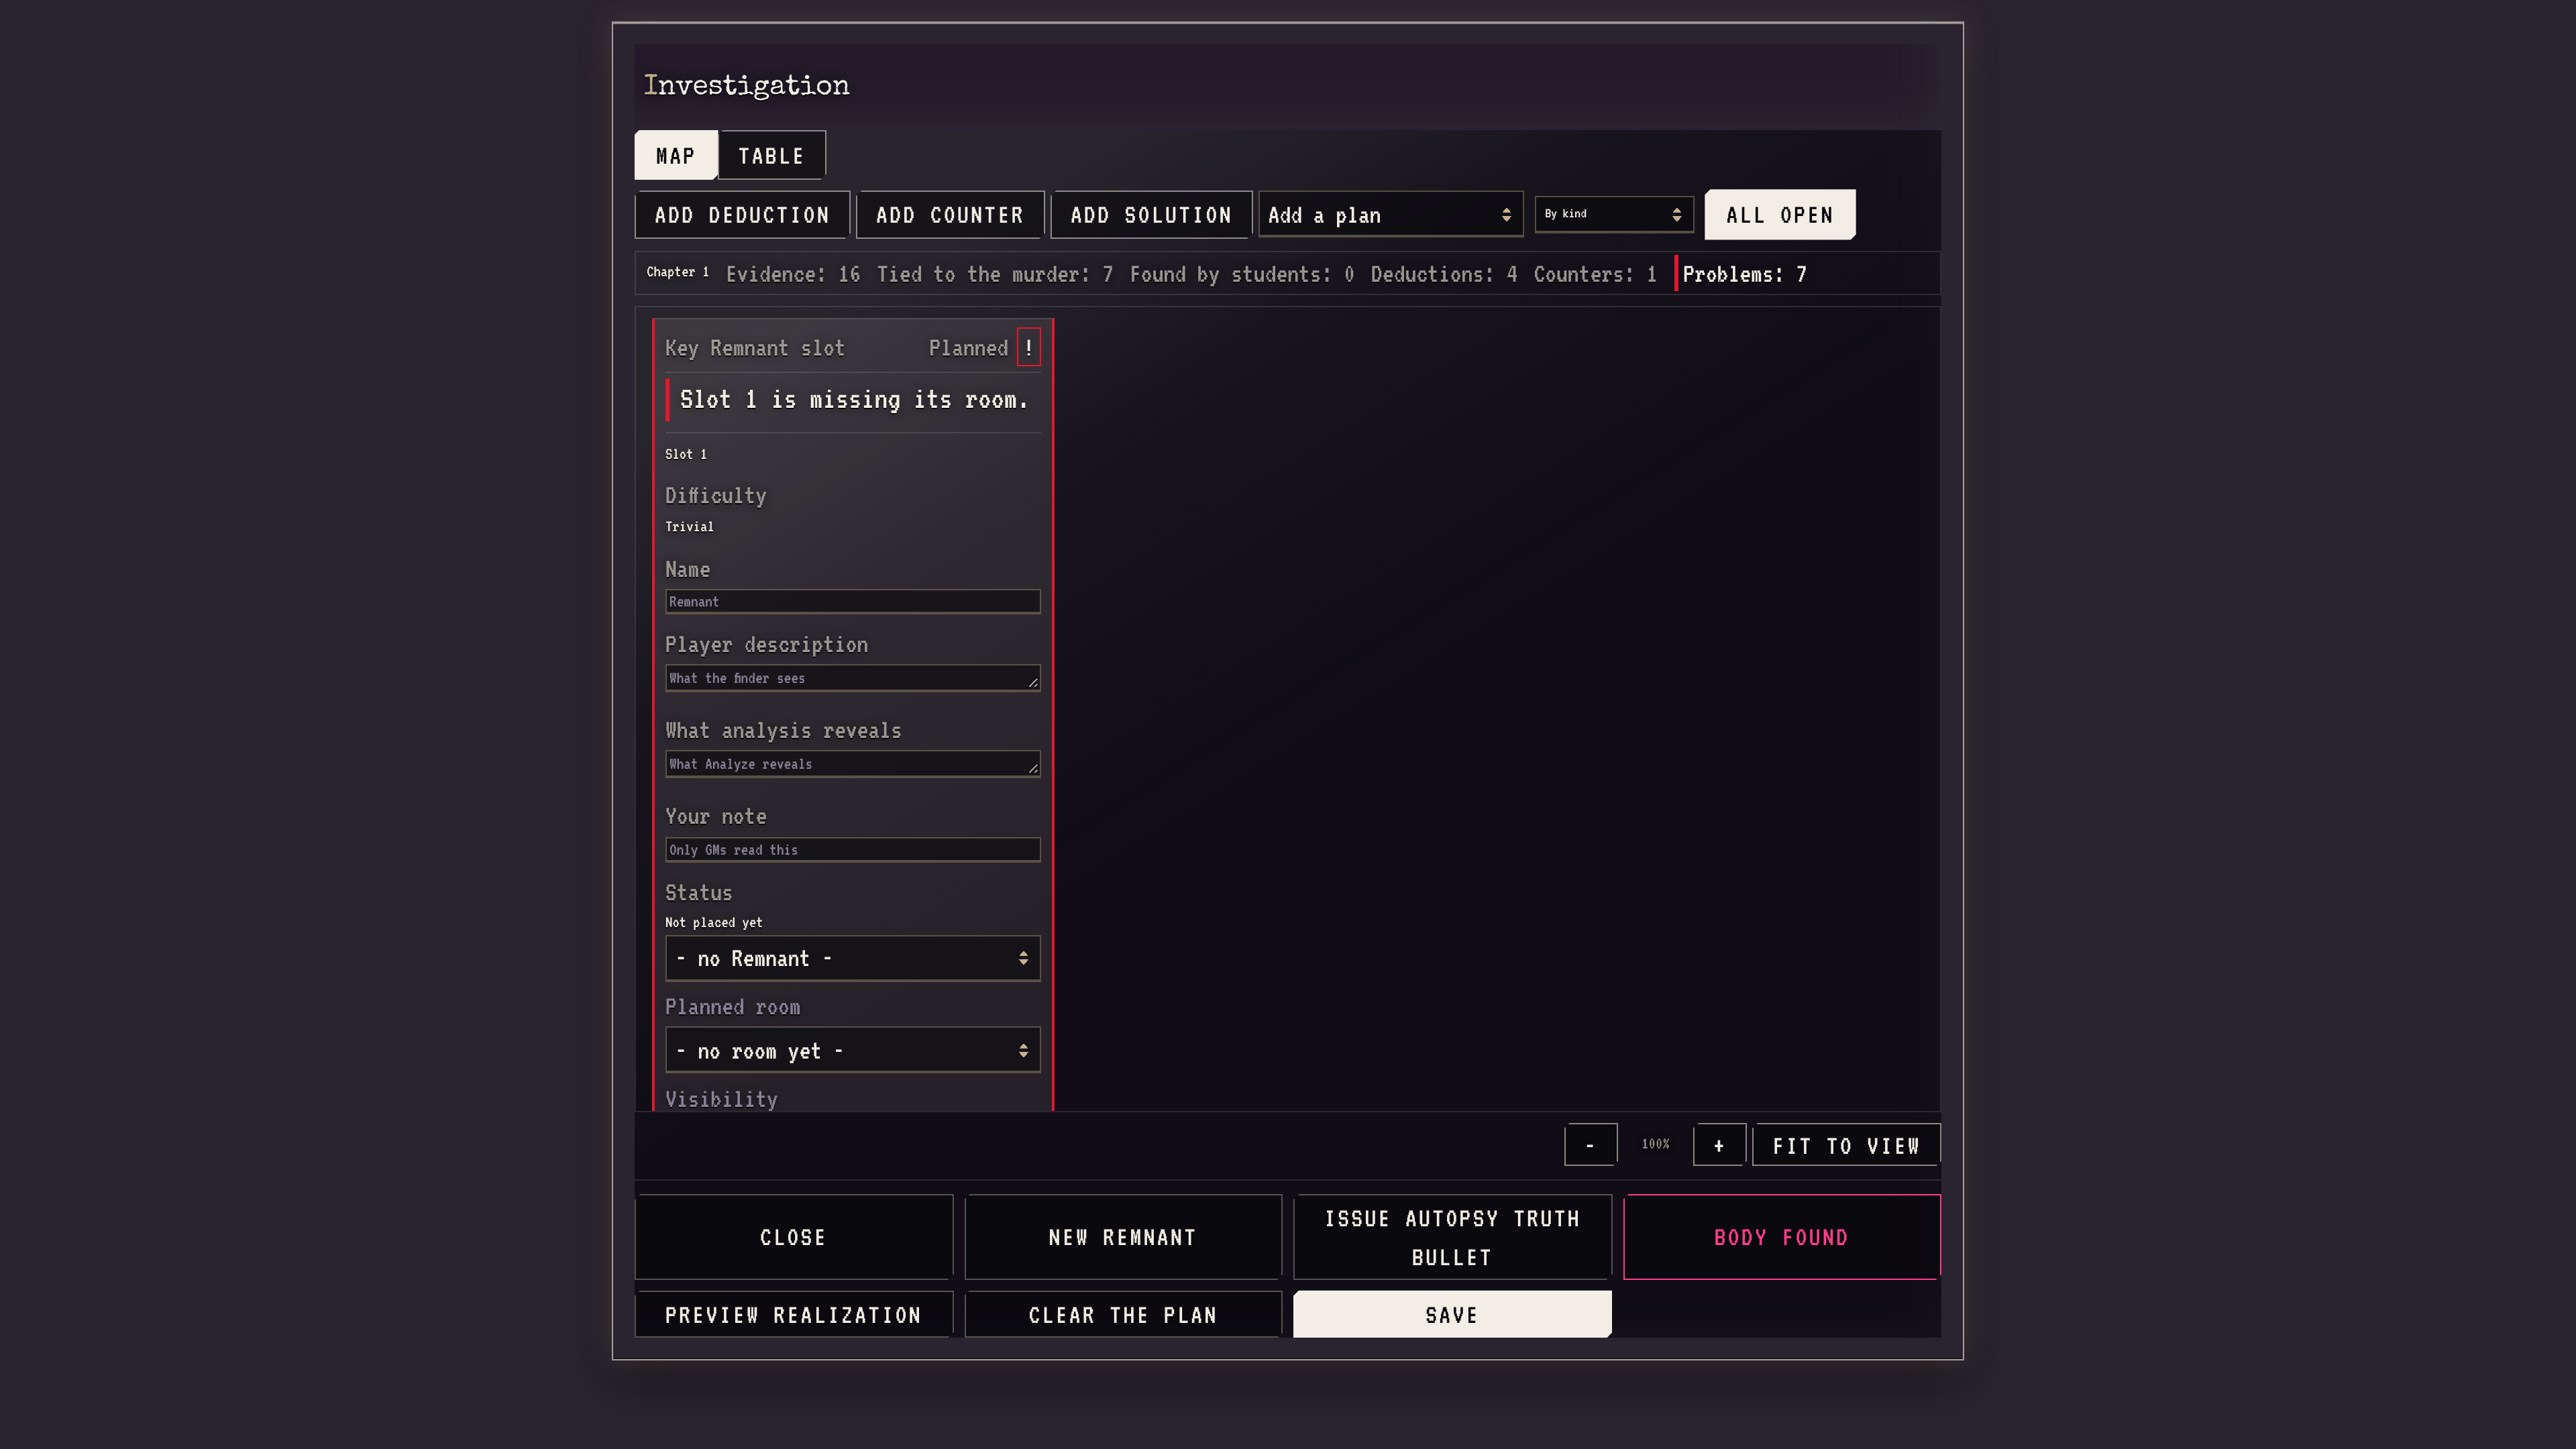 Investigation
MAP TABLE
ADD DEDUCTION ADD COUNTER ADD SOLUTION Add a plan By kind ALL OPEN
Chapter 1 Evidence: 16 Tied to the murder: 7 Found by students: 0 Deductions: 4 Counters: 1 Problems: 7
Key Remnant slot Planned !
Slot 1 is missing its room.
Slot 1
Difficulty
Trivial
Name
Remnant
Player description
What the finder sees
What analysis reveals
What Analyze reveals
Your note
Only GMs read this
Status
Not placed yet
- no Remnant -
Planned room
- no room yet -
Visibility
- 100% + FIT TO VIEW
CLOSE NEW REMNANT ISSUE AUTOPSY TRUTH BULLET BODY FOUND
PREVIEW REALIZATION CLEAR THE PLAN SAVE